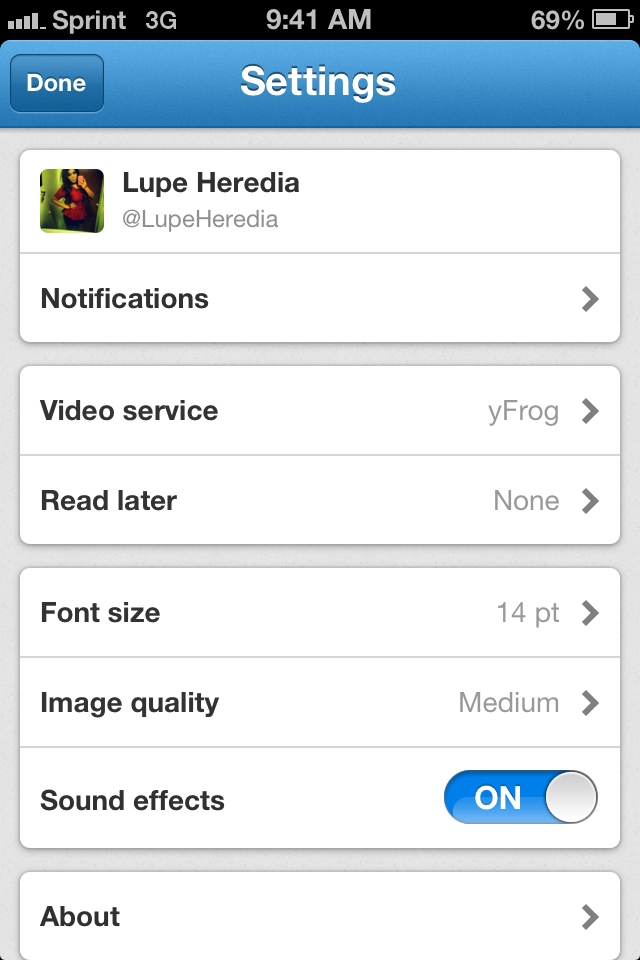 Sprint 3G 9:41 AM 69%
Done Settings
Lupe Heredia
@LupeHeredia
Notifications
Video service yFrog
Read later None
Font size 14 pt
Image quality Medium
Sound effects ON
About